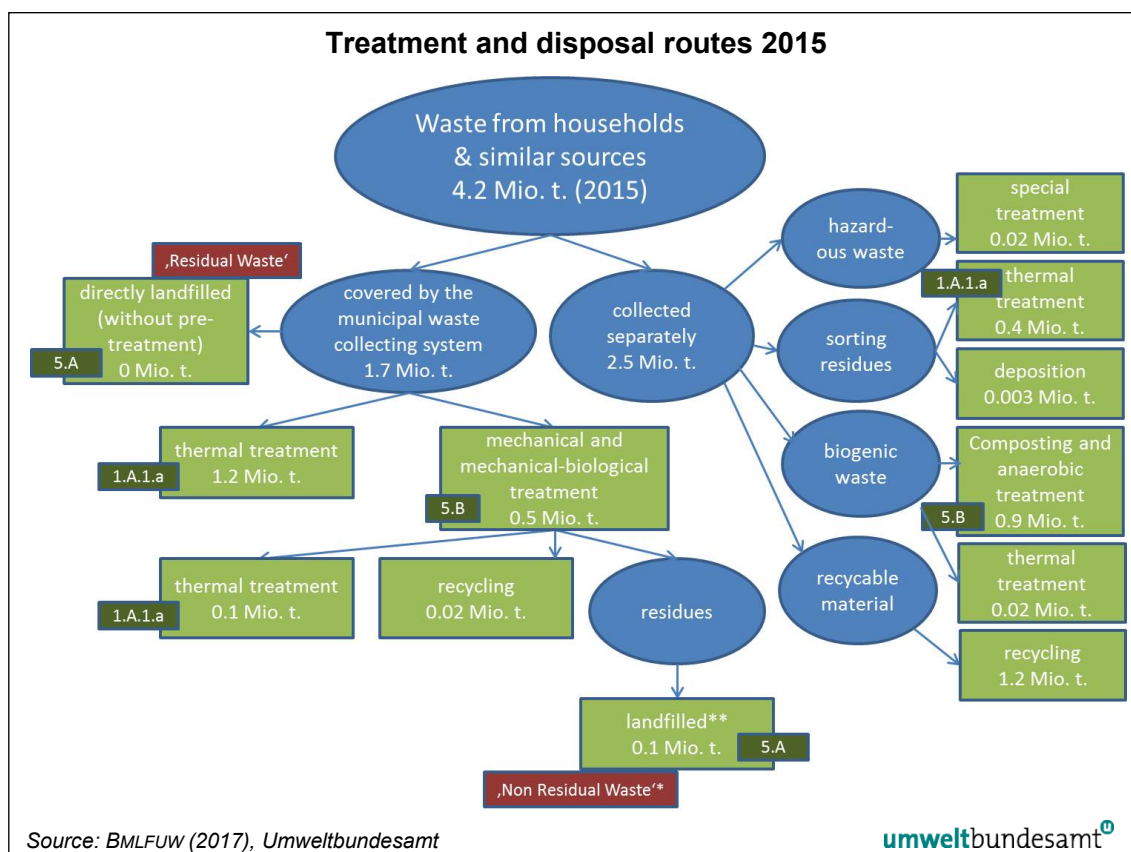 Treatment and disposal routes 2015
Waste from households
& similar sources
4.2 Mio. t. (2015)
‚Residual Waste‘
directly landfilled
(without pre-
treatment)
0 Mio. t.
5.A
covered by the
municipal waste
collecting system
1.7 Mio. t.
collected
separately
2.5 Mio. t.
hazard-
ous waste
special
treatment
0.02 Mio. t.
sorting
residues
1.A.1.a
thermal
treatment
0.4 Mio. t.
deposition
0.003 Mio. t.
biogenic
waste
Composting and
anaerobic
treatment
0.9 Mio. t.
5.B
thermal
treatment
0.02 Mio. t.
recycable
material
recycling
1.2 Mio. t.
thermal treatment
1.2 Mio. t.
1.A.1.a
mechanical and
mechanical-biological
treatment
0.5 Mio. t.
5.B
thermal treatment
0.1 Mio. t.
1.A.1.a
recycling
0.02 Mio. t.
residues
landfilled**
0.1 Mio. t.
5.A
‚Non Residual Waste‘*
Source: BMLFUW (2017), Umweltbundesamt
umweltbundesamt u